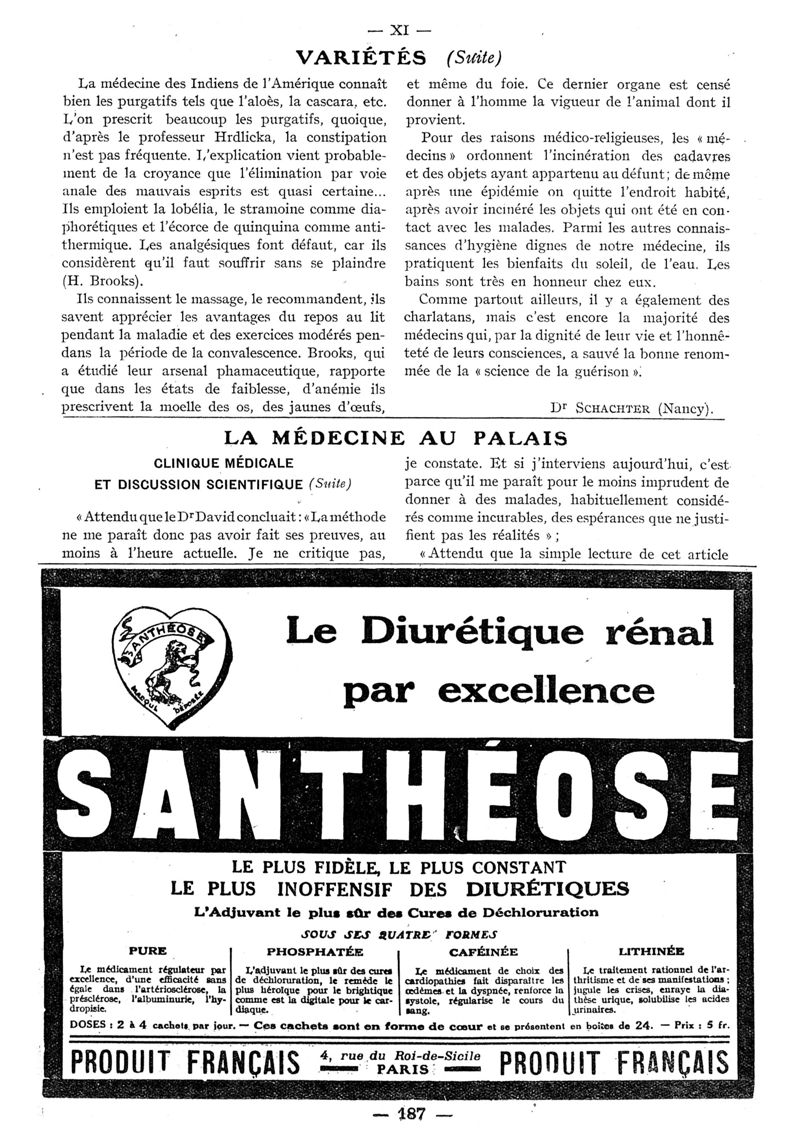 — XI —
VARIÉTÉS (Suite)
La médecine des Indiens de l'Amérique connaît
bien les purgatifs tels que l'aloès, la cascara, etc.
L'on prescrit beaucoup les purgatifs, quoique,
d'après le professeur Hrdlicka, la constipation
n'est pas fréquente. L'explication vient probable-
ment de la croyance que l'élimination par voie
anale des mauvais esprits est quasi certaine...
Ils emploient la lobélia, le stramoine comme dia-
phorétiques et l'écorce de quinquina comme anti-
thermique. Les analgésiques font défaut, car ils
considèrent qu'il faut souffrir sans se plaindre
(H. Brooks).
Ils connaissent le massage, le recommandent, ils
savent apprécier les avantages du repos au lit
pendant la maladie et des exercices modérés pen-
dans la période de la convalescence. Brooks, qui
a étudié leur arsenal phamaceutique, rapporte
que dans les états de faiblesse, d'anémie ils
prescrivent la moelle des os, des jaunes d'œufs,
et même du foie. Ce dernier organe est censé
donner à l'homme la vigueur de l'animal dont il
provient.
Pour des raisons médico-religieuses, les « mé-
decins » ordonnent l'incinération des cadavres
et des objets ayant appartenu au défunt ; de même
après une épidémie on quitte l'endroit habité,
après avoir incinéré les objets qui ont été en con-
tact avec les malades. Parmi les autres connais-
sances d'hygiène dignes de notre médecine, ils
pratiquent les bienfaits du soleil, de l'eau. Les
bains sont très en honneur chez eux.
Comme partout ailleurs, il y a également des
charlatans, mais c'est encore la majorité des
médecins qui, par la dignité de leur vie et l'honnê-
teté de leurs consciences, a sauvé la bonne renom-
mée de la « science de la guérison ».
Dr SCHACHTER (Nancy).
LA MÉDECINE AU PALAIS
CLINIQUE MÉDICALE
ET DISCUSSION SCIENTIFIQUE (Suite)
« Attendu que le Dr David concluait : « La méthode
ne me paraît donc pas avoir fait ses preuves, au
moins à l'heure actuelle. Je ne critique pas,
je constate. Et si j'interviens aujourd'hui, c'est
parce qu'il me paraît pour le moins imprudent de
donner à des malades, habituellement considé-
rés comme incurables, des espérances que ne justi-
fient pas les réalités » ;
« Attendu que la simple lecture de cet article
SANTHÉOSE
MARQUE DÉPOSÉE
Le Diurétique rénal
par excellence
SANTHÉOSE
LE PLUS FIDÈLE, LE PLUS CONSTANT
LE PLUS INOFFENSIF DES DIURÉTIQUES
L'Adjuvant le plus sûr des Cures de Déchloruration
SOUS SES QUATRE FORMES
PURE
Le médicament régulateur par
excellence, d'une efficacité sans
égale dans l'artériosclérose, la
présclérose, l'albuminurie, l'hy-
dropisie.
PHOSPHATÉE
L'adjuvant le plus sûr des cures
de déchloruration, le remède le
plus héroïque pour le brightique
comme est la digitale pour le car-
diaque.
CAFÉINÉE
Le médicament de choix des
cardiopathies fait disparaître les
œdèmes et la dyspnée, renforce la
systole, régularise le cours du
sang.
LITHINÉE
Le traitement rationnel de l'ar-
thritisme et de ses manifestations ;
jugule les crises, enraye la dia-
thèse urique, solubilise les acides
urinaires.
DOSES : 2 à 4 cachets par jour. — Ces cachets sont en forme de cœur et se présentent en boîtes de 24. — Prix : 5 fr.
PRODUIT FRANÇAIS
4, rue du Roi-de-Sicile
PARIS
PRODUIT FRANÇAIS
— 187 —